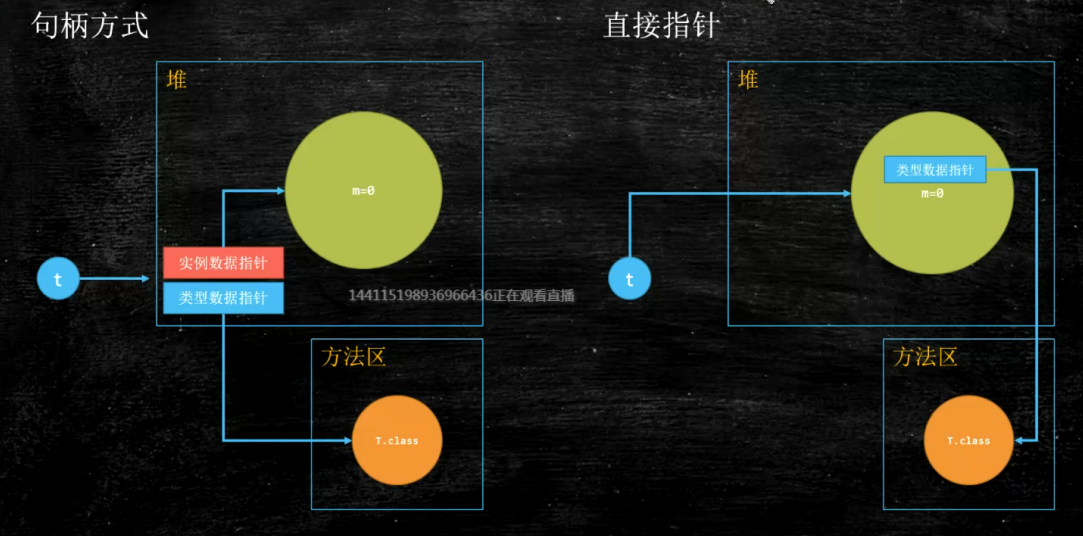 句柄方式
堆
m=0
实例数据指针
t
类型数据指针
144115198936966436正在观看直播
方法区
T.class
直接指针
堆
类型数据指针
m=0
t
方法区
T.class